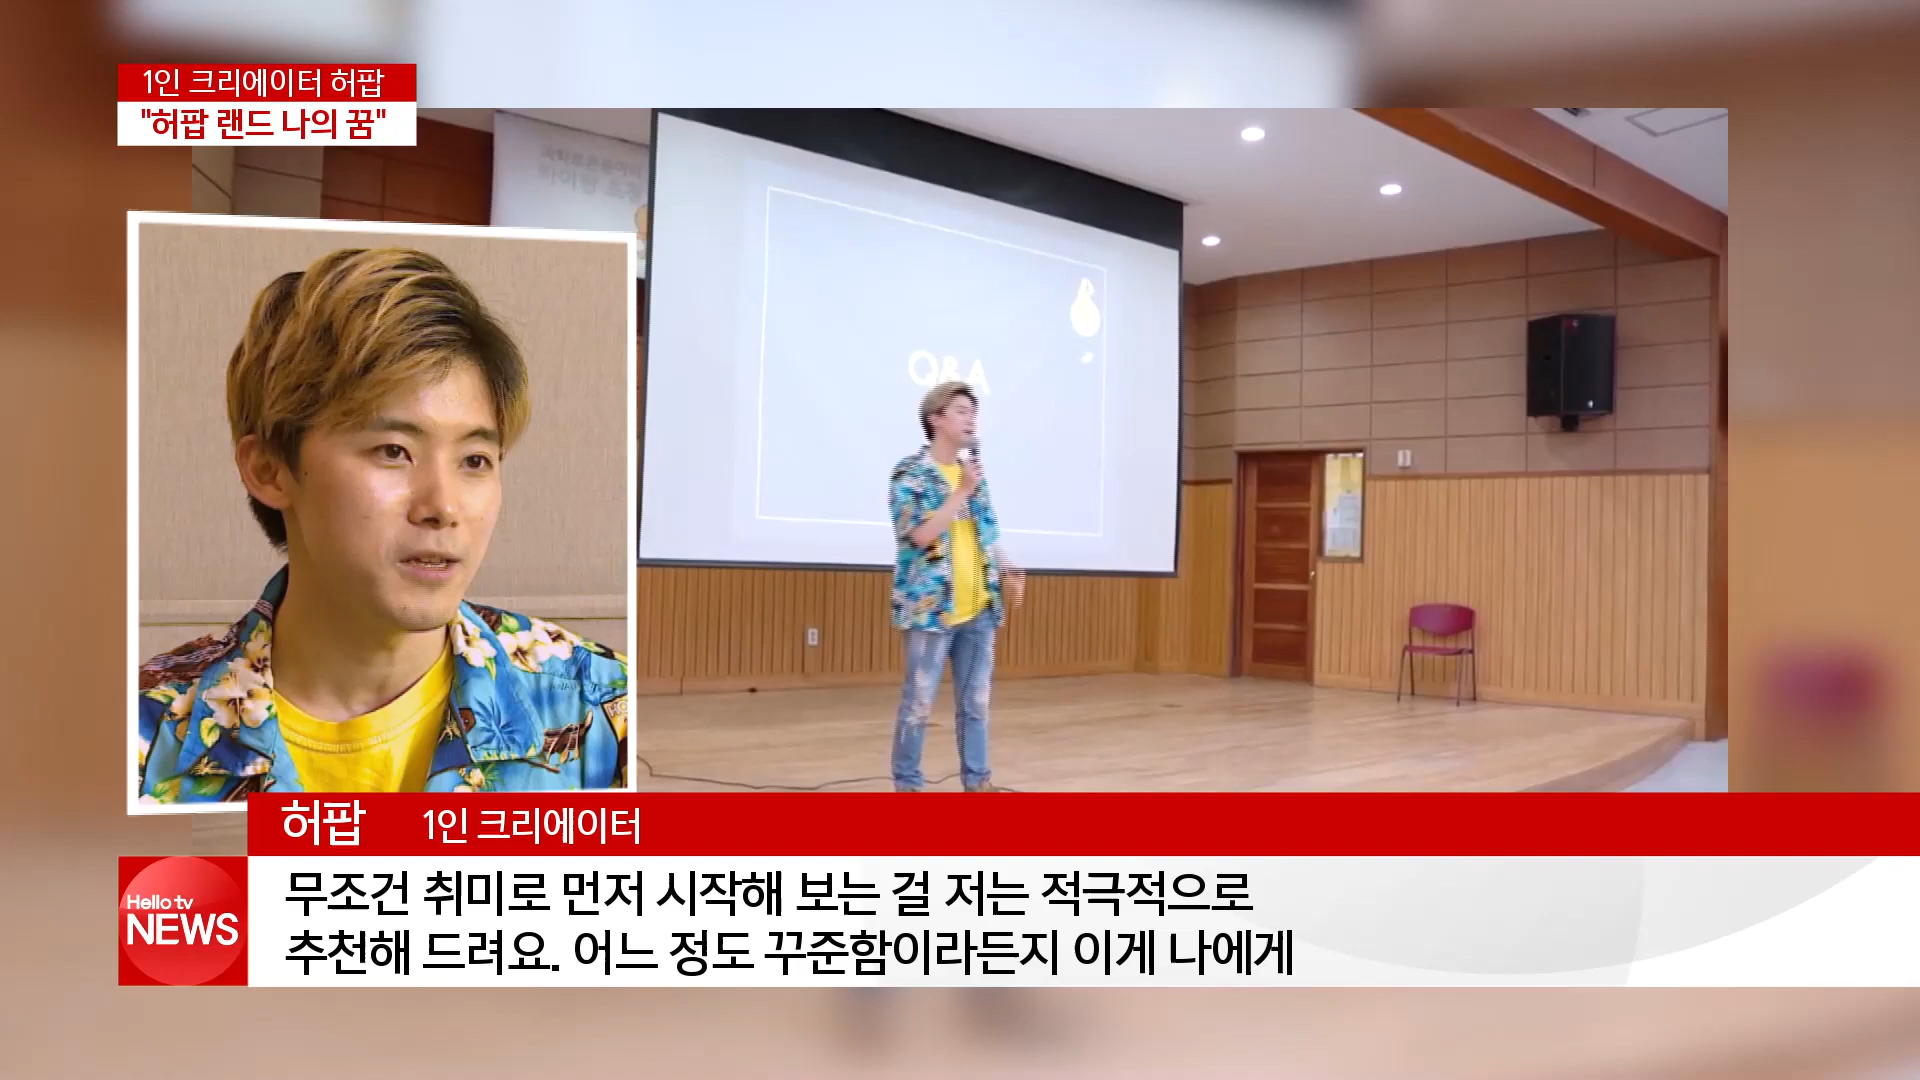 1인 크리에이터 허팝
"허팝 랜드 나의 꿈"
Q&A
허팝 1인 크리에이터
Hello tv
NEWS
무조건 취미로 먼저 시작해 보는 걸 저는 적극적으로
추천해 드려요. 어느 정도 꾸준함이라든지 이게 나에게